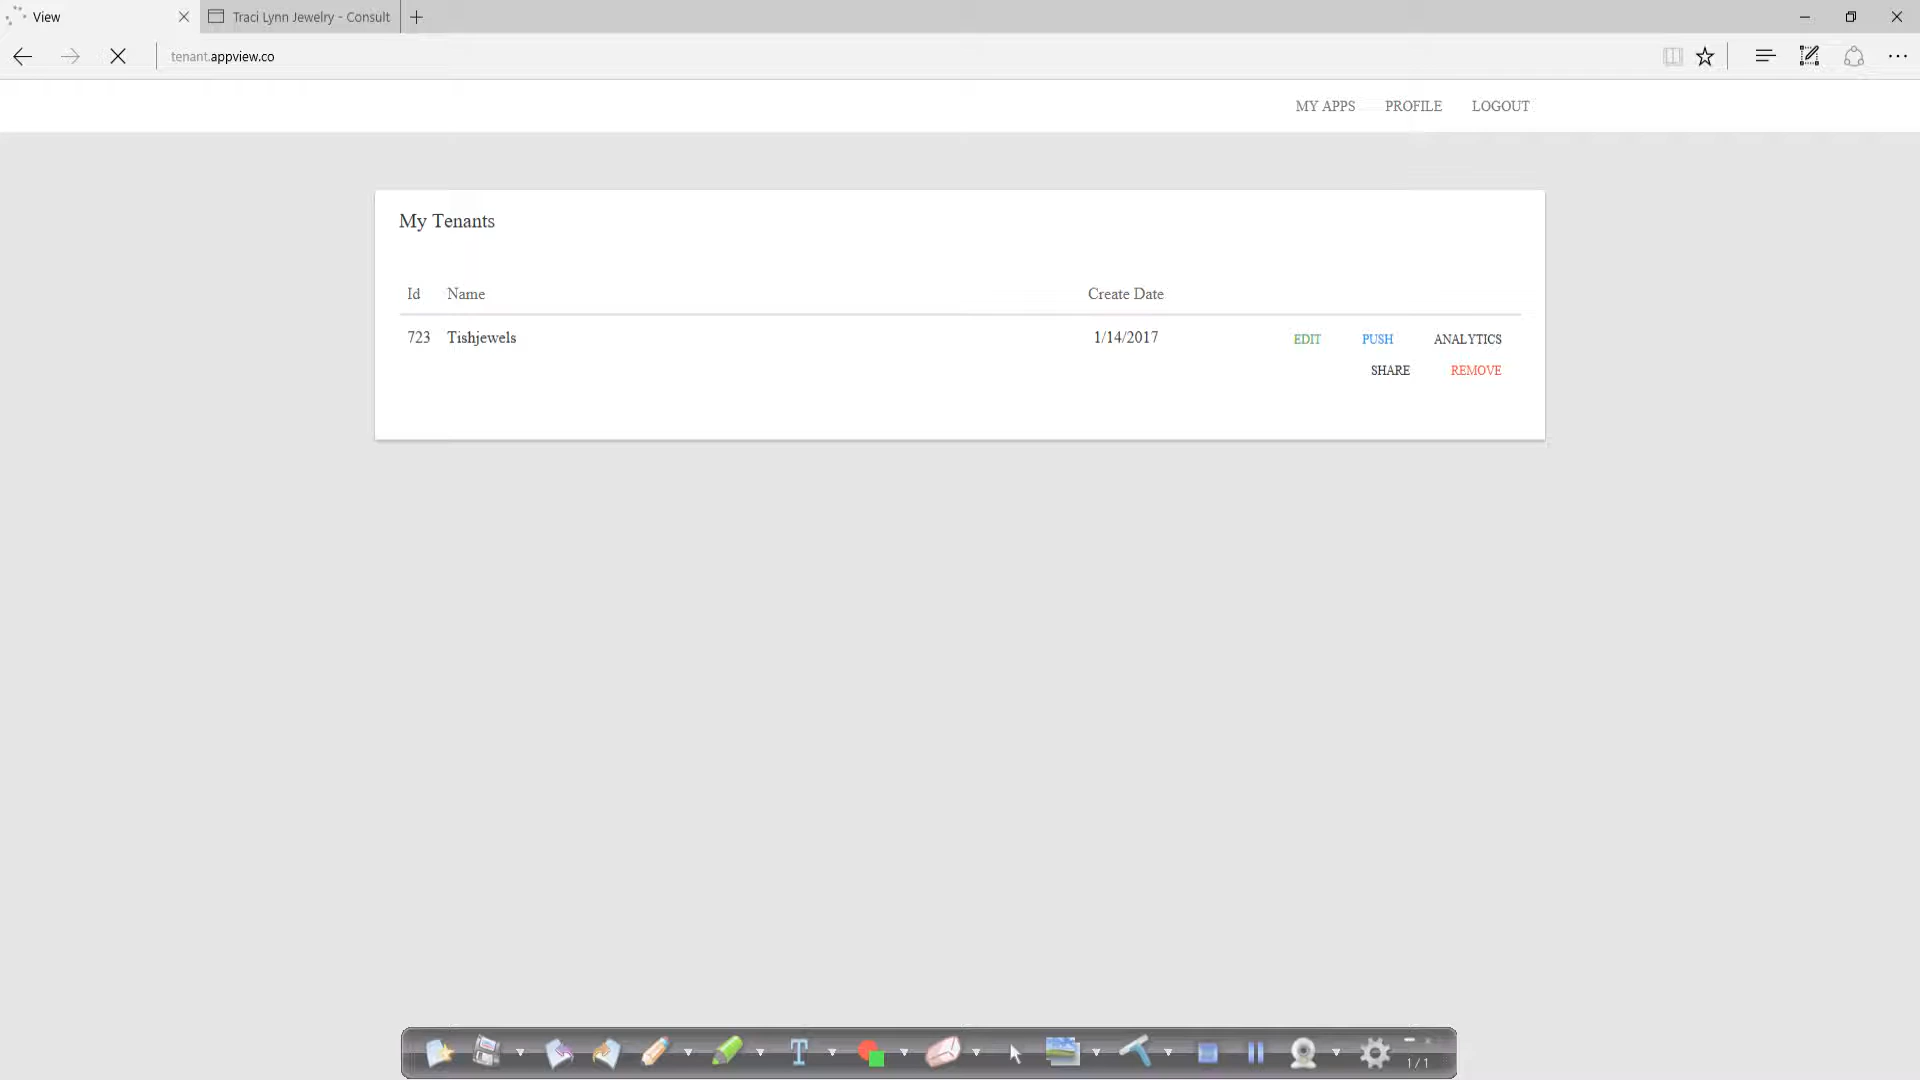 View
Traci Lynn Jewelry - Consult
tenant.appview.co
MY APPS PROFILE LOGOUT
My Tenants
Id Name Create Date
723 Tishjewels 1/14/2017 EDIT PUSH ANALYTICS
SHARE REMOVE
T
1 / 1